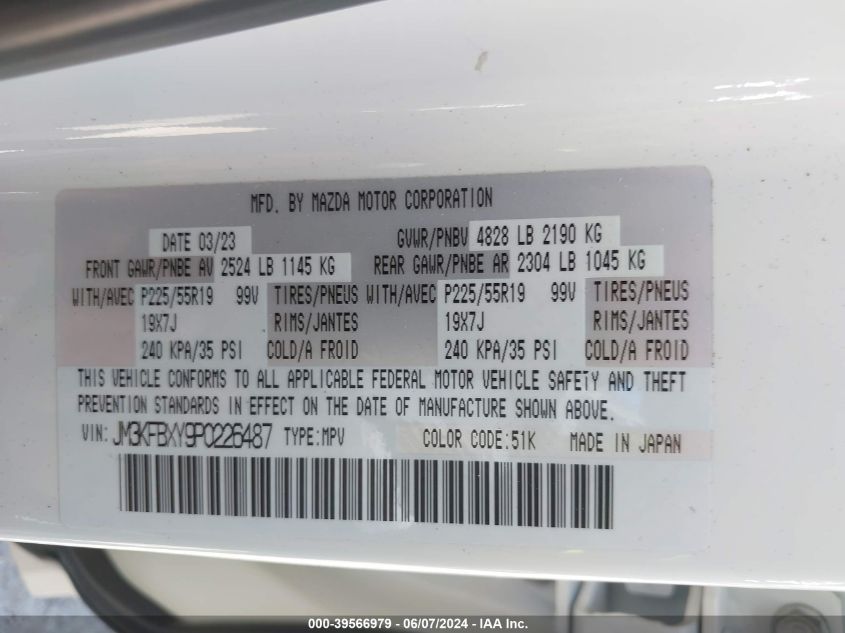 MFD. BY MAZDA MOTOR CORPORATION
DATE 03/23 GVWR/PNBV 4828 LB 2190 KG
FRONT GAWR/PNBE AV 2524 LB 1145 KG REAR GAWR/PNBE AR 2304 LB 1045 KG
WITH/AVEC P225/55R19 99V TIRES/PNEUS WITH/AVEC P225/55R19 99V TIRES/PNEUS
19X7J RIMS/JANTES 19X7J RIMS/JANTES
240 KPA/35 PSI COLD/A FROID 240 KPA/35 PSI COLD/A FROID
THIS VEHICLE CONFORMS TO ALL APPLICABLE FEDERAL MOTOR VEHICLE SAFETY AND THEFT
PREVENTION STANDARDS IN EFFECT ON THE DATE OF MANUFACTURE SHOWN ABOVE.
VIN: JM3KFBXY9P0226487 TYPE:MPV COLOR CODE:51K MADE IN JAPAN
000-39566979 - 06/07/2024 - IAA Inc.